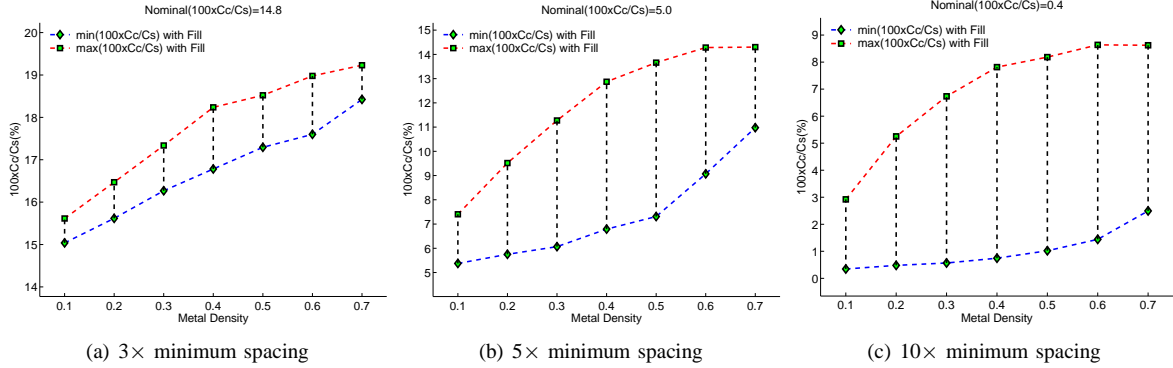 Nominal(100xCc/Cs)=14.8
20
19
18
17
16
15
14
100xCc/Cs(%)
min(100xCc/Cs) with Fill
max(100xCc/Cs) with Fill
0.1 0.2 0.3 0.4 0.5 0.6 0.7
Metal Density
(a) 3× minimum spacing
Nominal(100xCc/Cs)=5.0
15
14
13
12
11
10
9
8
7
6
5
100xCc/Cs(%)
min(100xCc/Cs) with Fill
max(100xCc/Cs) with Fill
0.1 0.2 0.3 0.4 0.5 0.6 0.7
Metal Density
(b) 5× minimum spacing
Nominal(100xCc/Cs)=0.4
9
8
7
6
5
4
3
2
1
0
100xCc/Cs(%)
min(100xCc/Cs) with Fill
max(100xCc/Cs) with Fill
0.1 0.2 0.3 0.4 0.5 0.6 0.7
Metal Density
(c) 10× minimum spacing